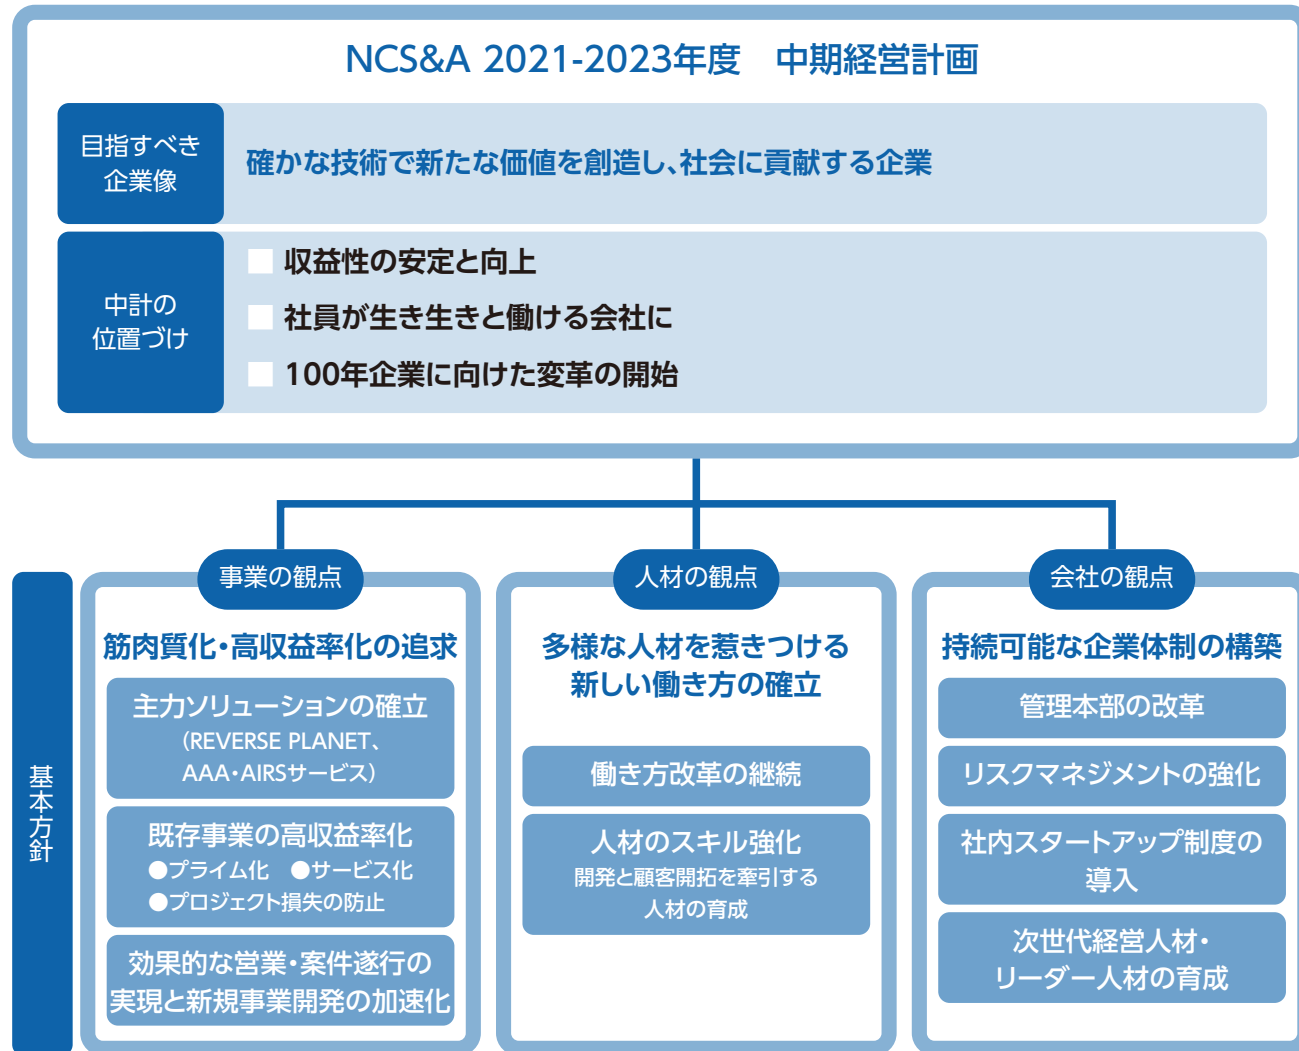 NCS&A 2021-2023年度　中期経営計画
目指すべき
企業像
確かな技術で新たな価値を創造し、社会に貢献する企業
中計の
位置づけ
収益性の安定と向上
社員が生き生きと働ける会社に
100年企業に向けた変革の開始
基本方針
事業の観点
筋肉質化・高収益率化の追求
主力ソリューションの確立
(REVERSE PLANET、
AAA・AIRSサービス)
既存事業の高収益率化
●プライム化　●サービス化
●プロジェクト損失の防止
効果的な営業・案件遂行の
実現と新規事業開発の加速化
人材の観点
多様な人材を惹きつける
新しい働き方の確立
働き方改革の継続
人材のスキル強化
開発と顧客開拓を牽引する
人材の育成
会社の観点
持続可能な企業体制の構築
管理本部の改革
リスクマネジメントの強化
社内スタートアップ制度の
導入
次世代経営人材・
リーダー人材の育成